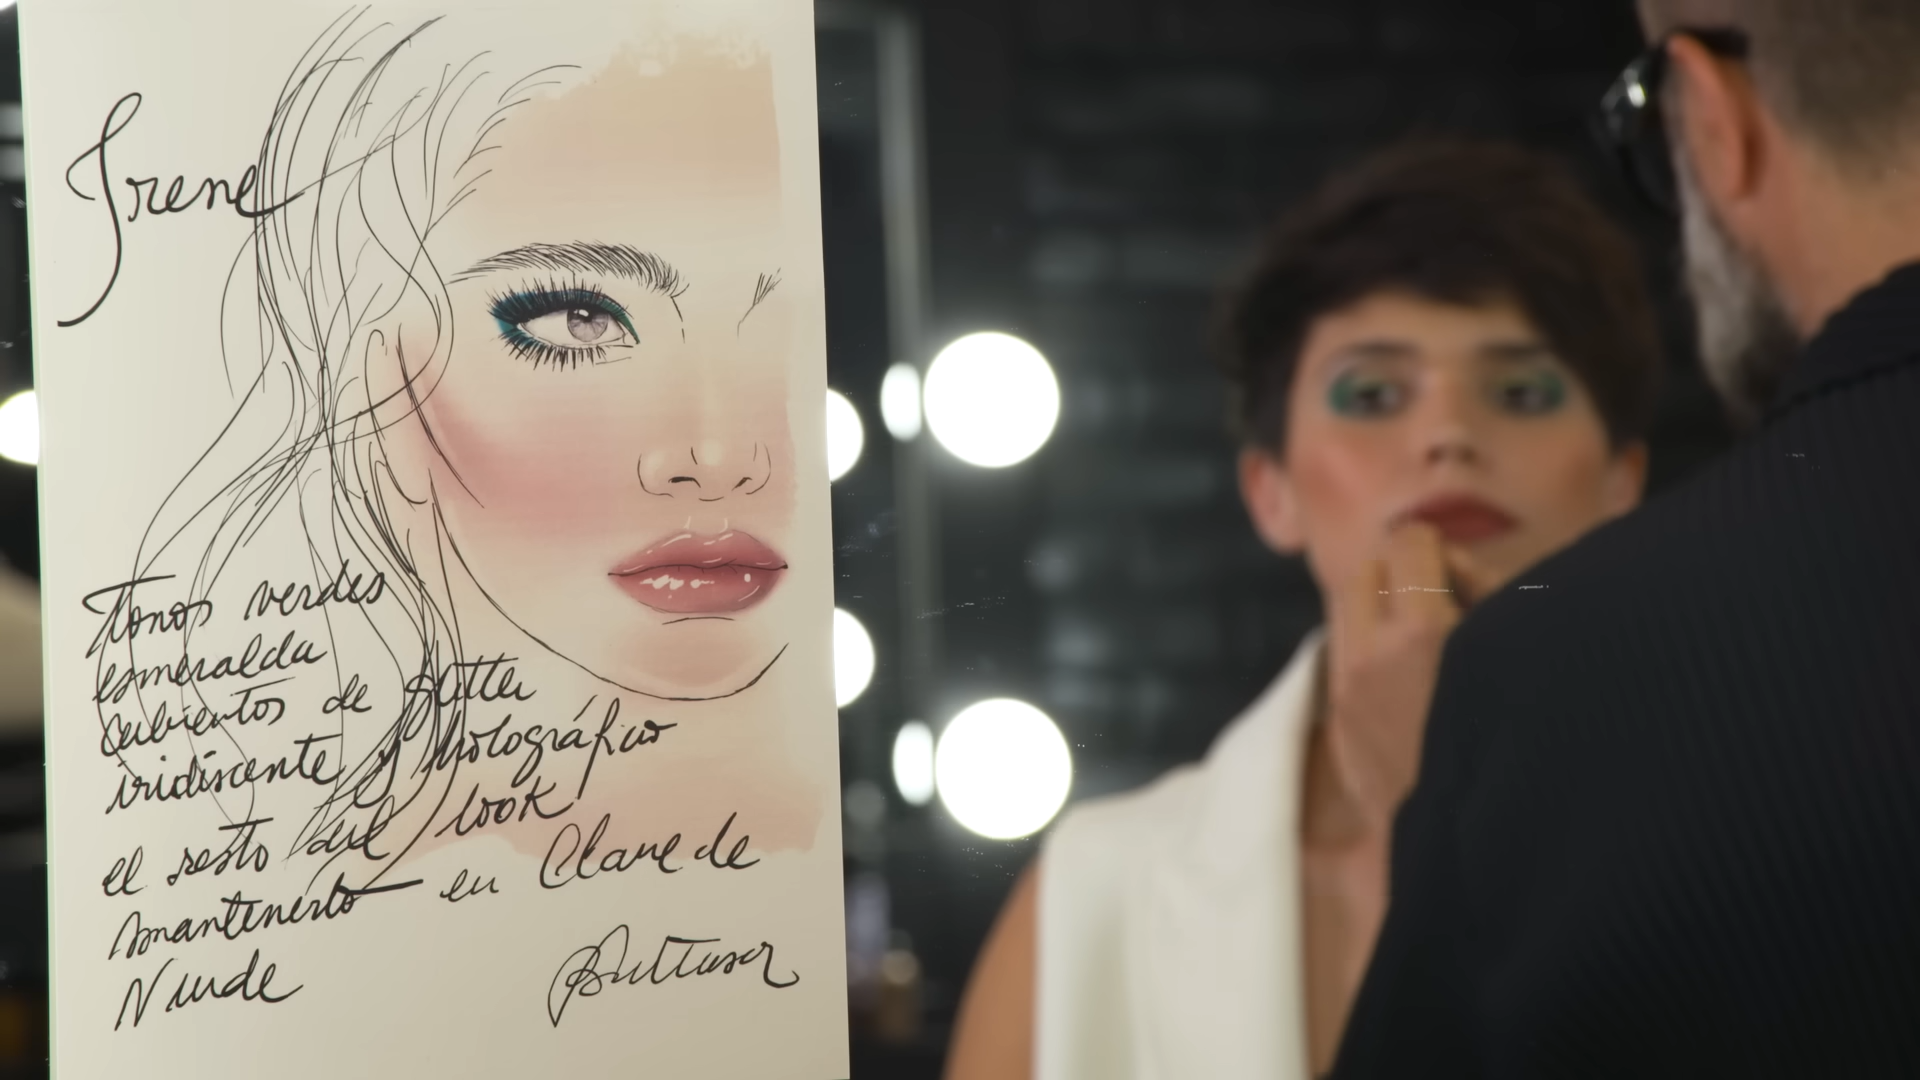 Irene
Tonos verdes
esmeralda
cubiertos de glitter
iridiscente y holográfico
el resto del look
mantenerlo en Clave de
Nude